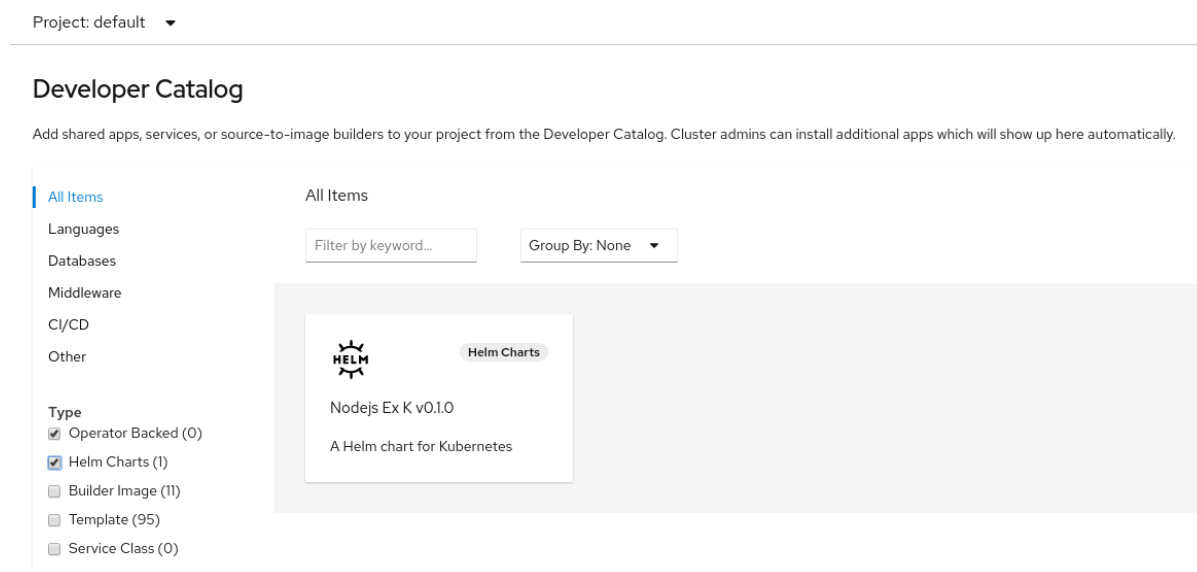 Project: default
Developer Catalog
Add shared apps, services, or source-to-image builders to your project from the Developer Catalog. Cluster admins can install additional apps which will show up here automatically.
All Items
Languages
Databases
Middleware
CI/CD
Other
Type
Operator Backed (0)
Helm Charts (1)
Builder Image (11)
Template (95)
Service Class (0)
All Items
Filter by keyword...
Group By: None
HELM
Helm Charts
Nodejs Ex K v0.1.0
A Helm chart for Kubernetes